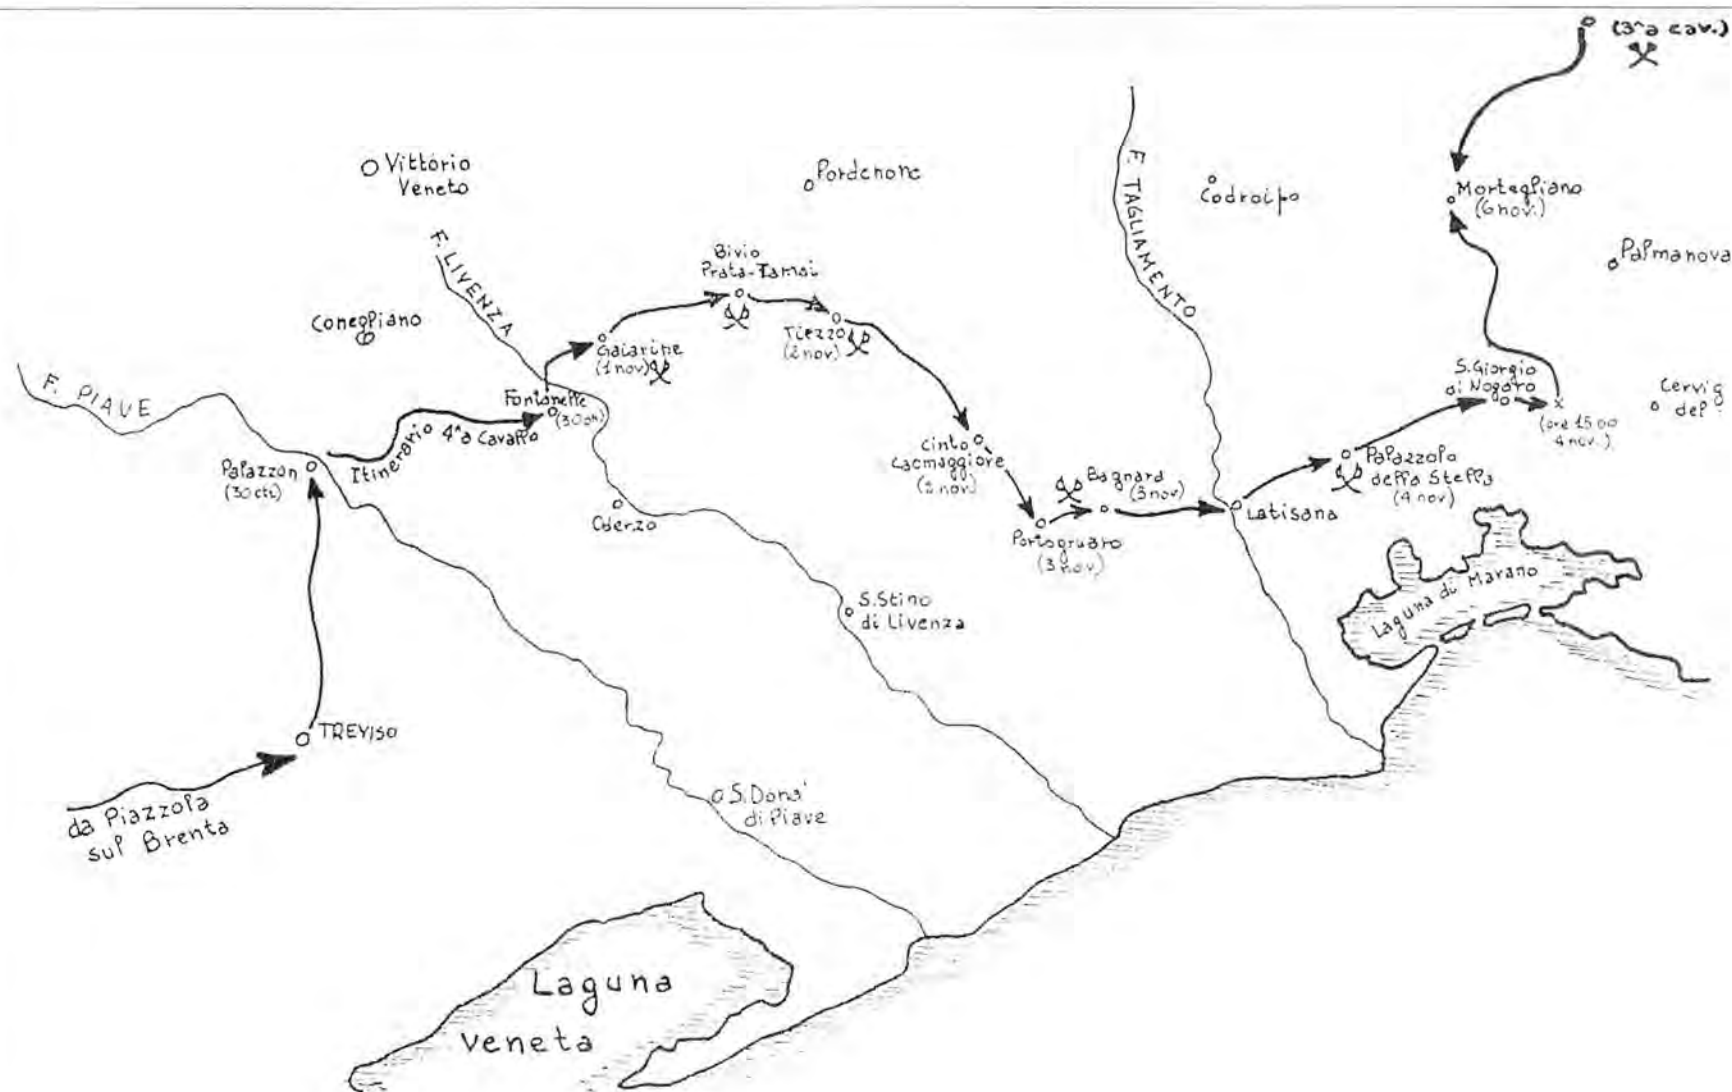 (3^a cav.)
Vittório
Veneto
Pordenone
Codroipo
Mortegliano
(6 nov.)
Palmanova
F. TAGLIAMENTO
F. LIVENZA
Bivio
Prata-Tamai
Conegliano
Gaiarine
(1 nov)
Tiezzo
(2 nov)
F. PIAVE
Fontanelle
(30 ott)
Itinerario 4^a Cavallo
S. Giorgio
di Nogaro
(ore 15 00
4 nov.)
Cervig
del
Palazzon
(30 ott)
Cinto
Caomaggiore
(2 nov)
Bagnara
(3 nov)
Palazzolo
della Stella
(4 nov)
Latisana
Oderzo
Portogruaro
(3 nov)
Laguna di Marano
S. Stino
di Livenza
TREVISO
S. Donà
di Piave
da Piazzola
sul Brenta
Laguna
Veneta